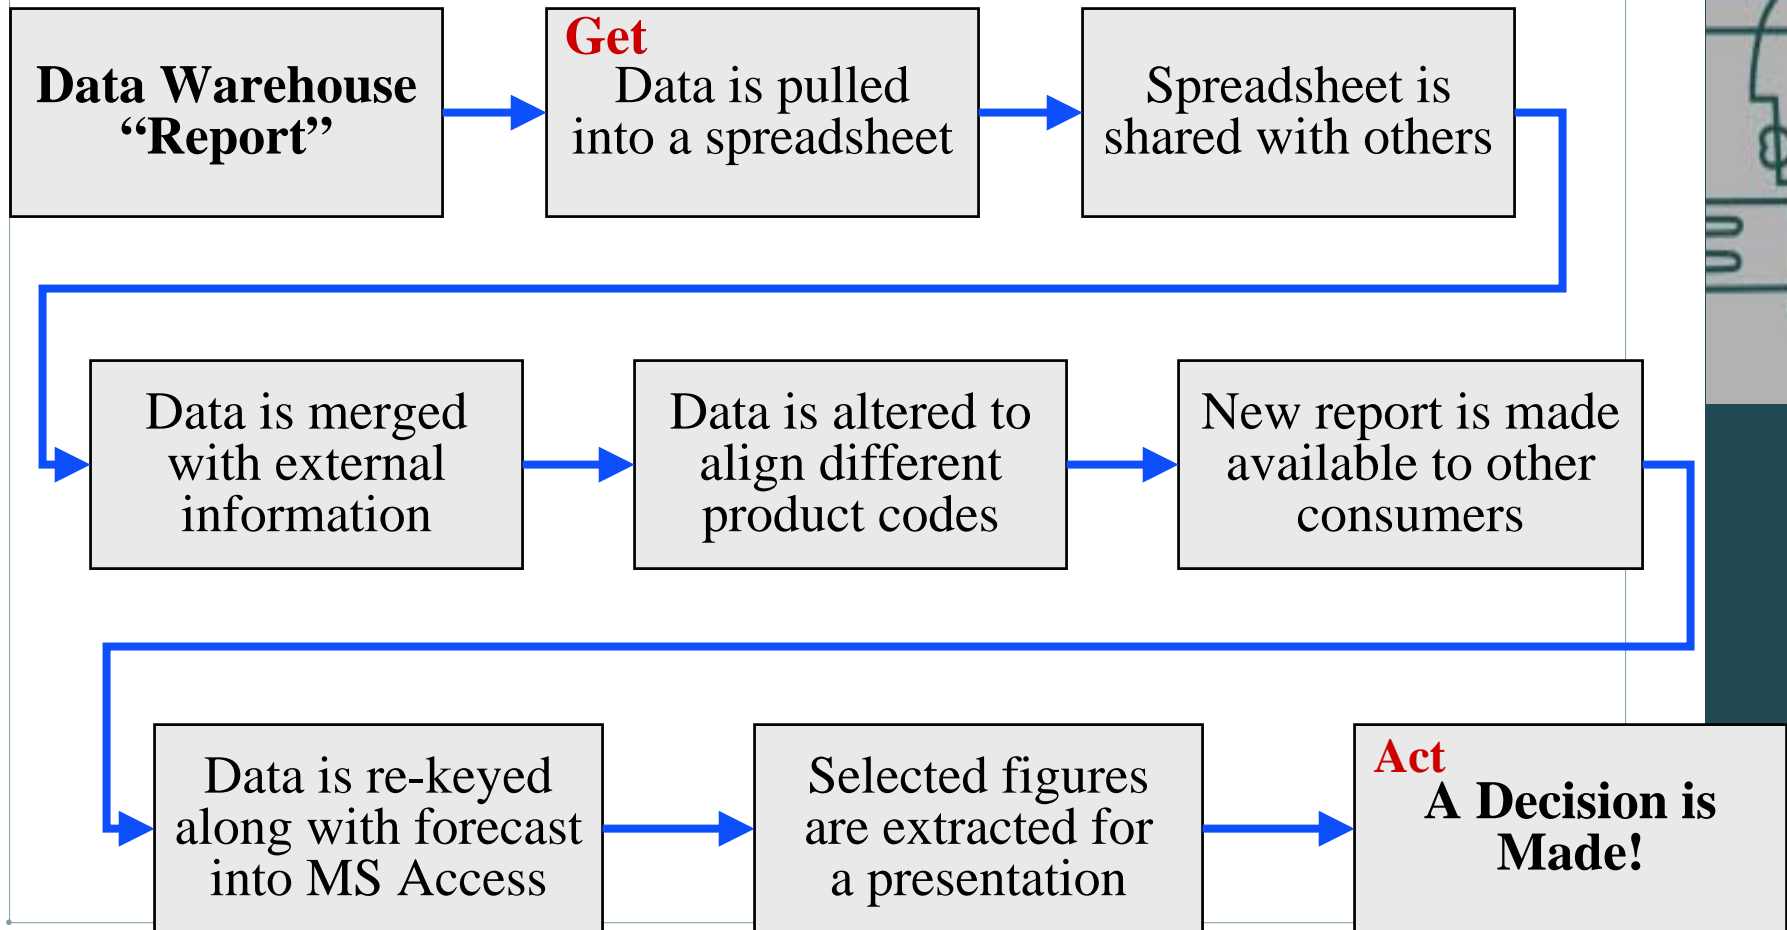 Data Warehouse
“Report”
Get
Data is pulled
into a spreadsheet
Spreadsheet is
shared with others
Data is merged
with external
information
Data is altered to
align different
product codes
New report is made
available to other
consumers
Data is re-keyed
along with forecast
into MS Access
Selected figures
are extracted for
a presentation
Act
A Decision is
Made!